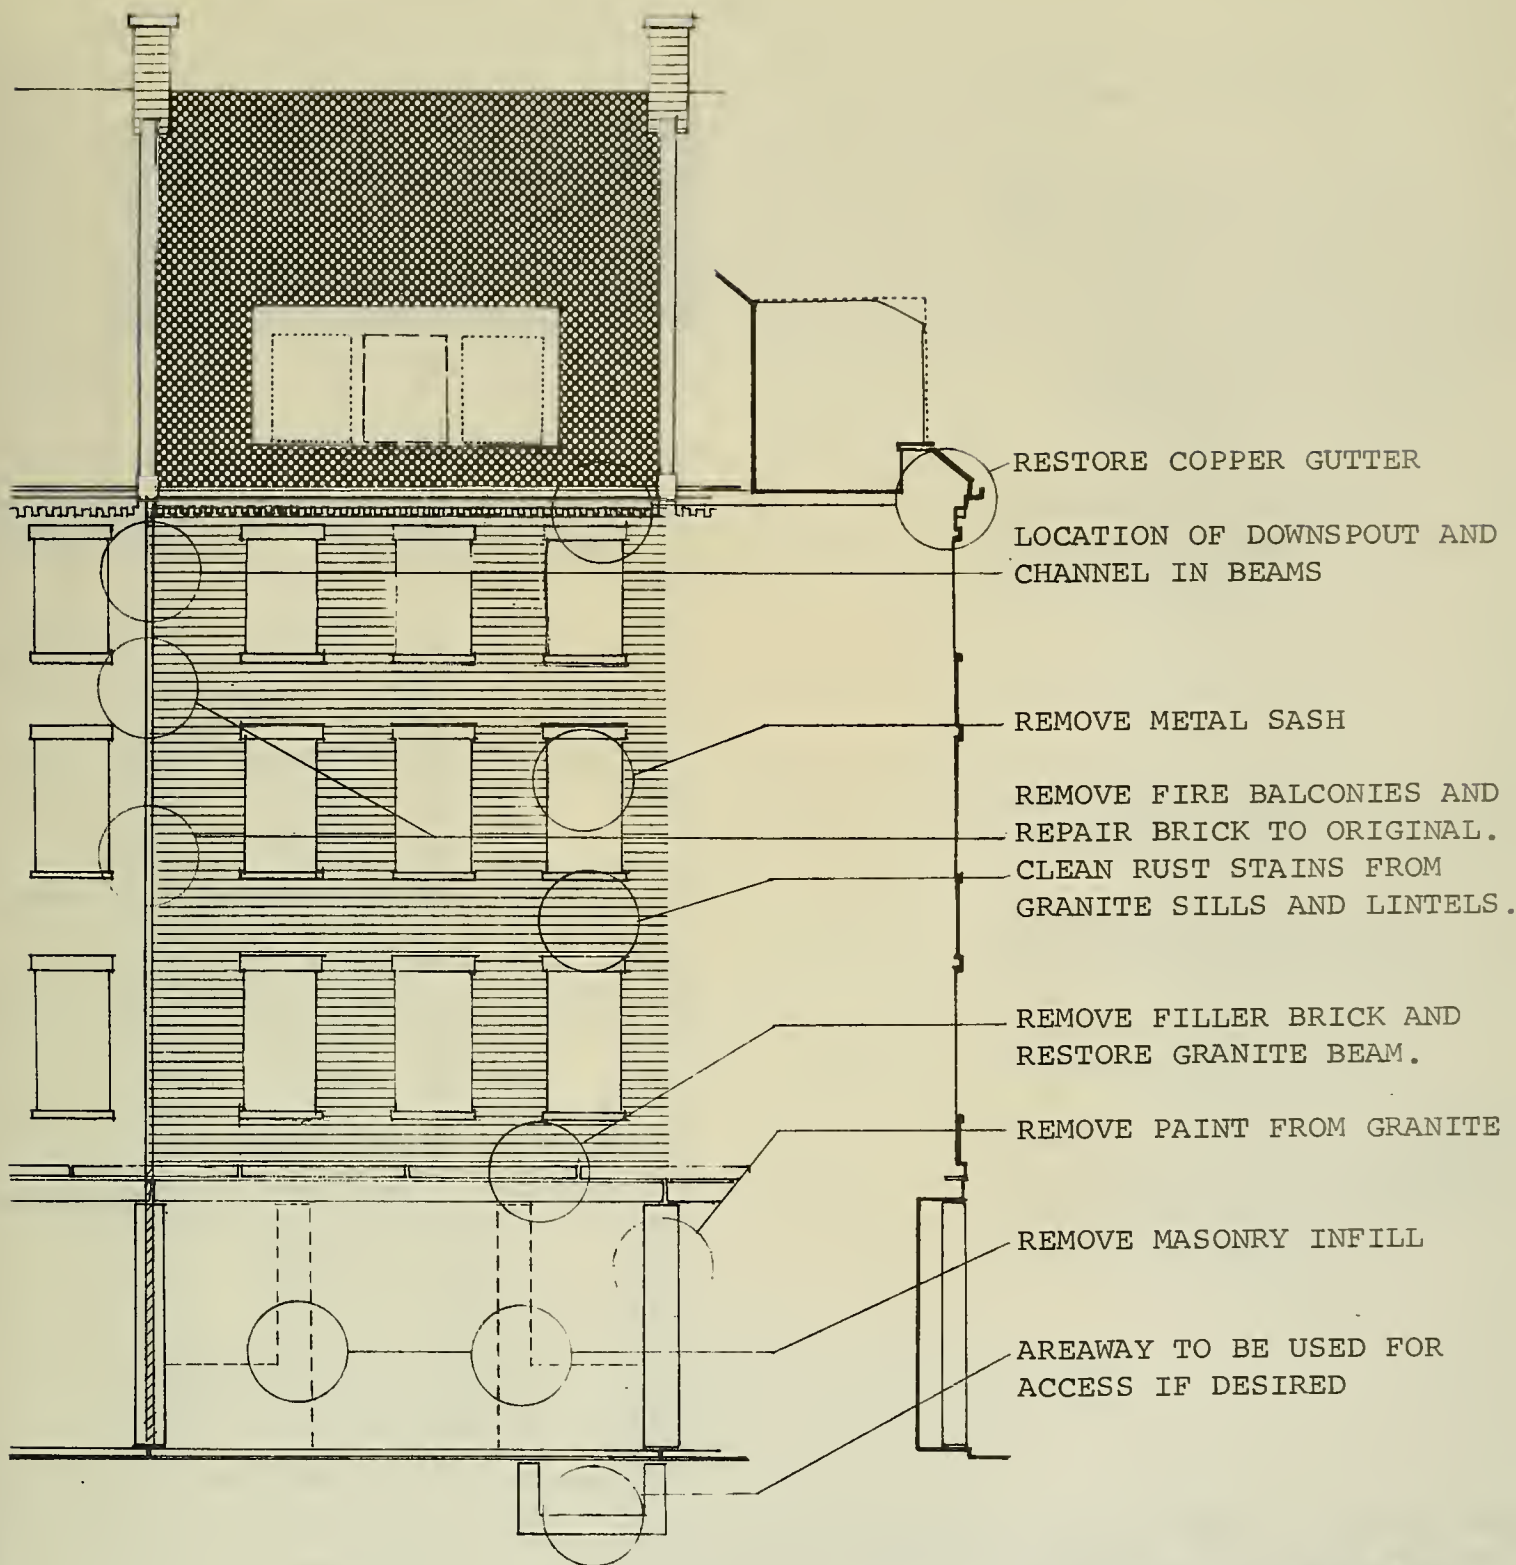 RESTORE COPPER GUTTER
LOCATION OF DOWNSPOUT AND
CHANNEL IN BEAMS
REMOVE METAL SASH
REMOVE FIRE BALCONIES AND
REPAIR BRICK TO ORIGINAL.
CLEAN RUST STAINS FROM
GRANITE SILLS AND LINTELS.
REMOVE FILLER BRICK AND
RESTORE GRANITE BEAM.
REMOVE PAINT FROM GRANITE
REMOVE MASONRY INFILL
AREAWAY TO BE USED FOR
ACCESS IF DESIRED